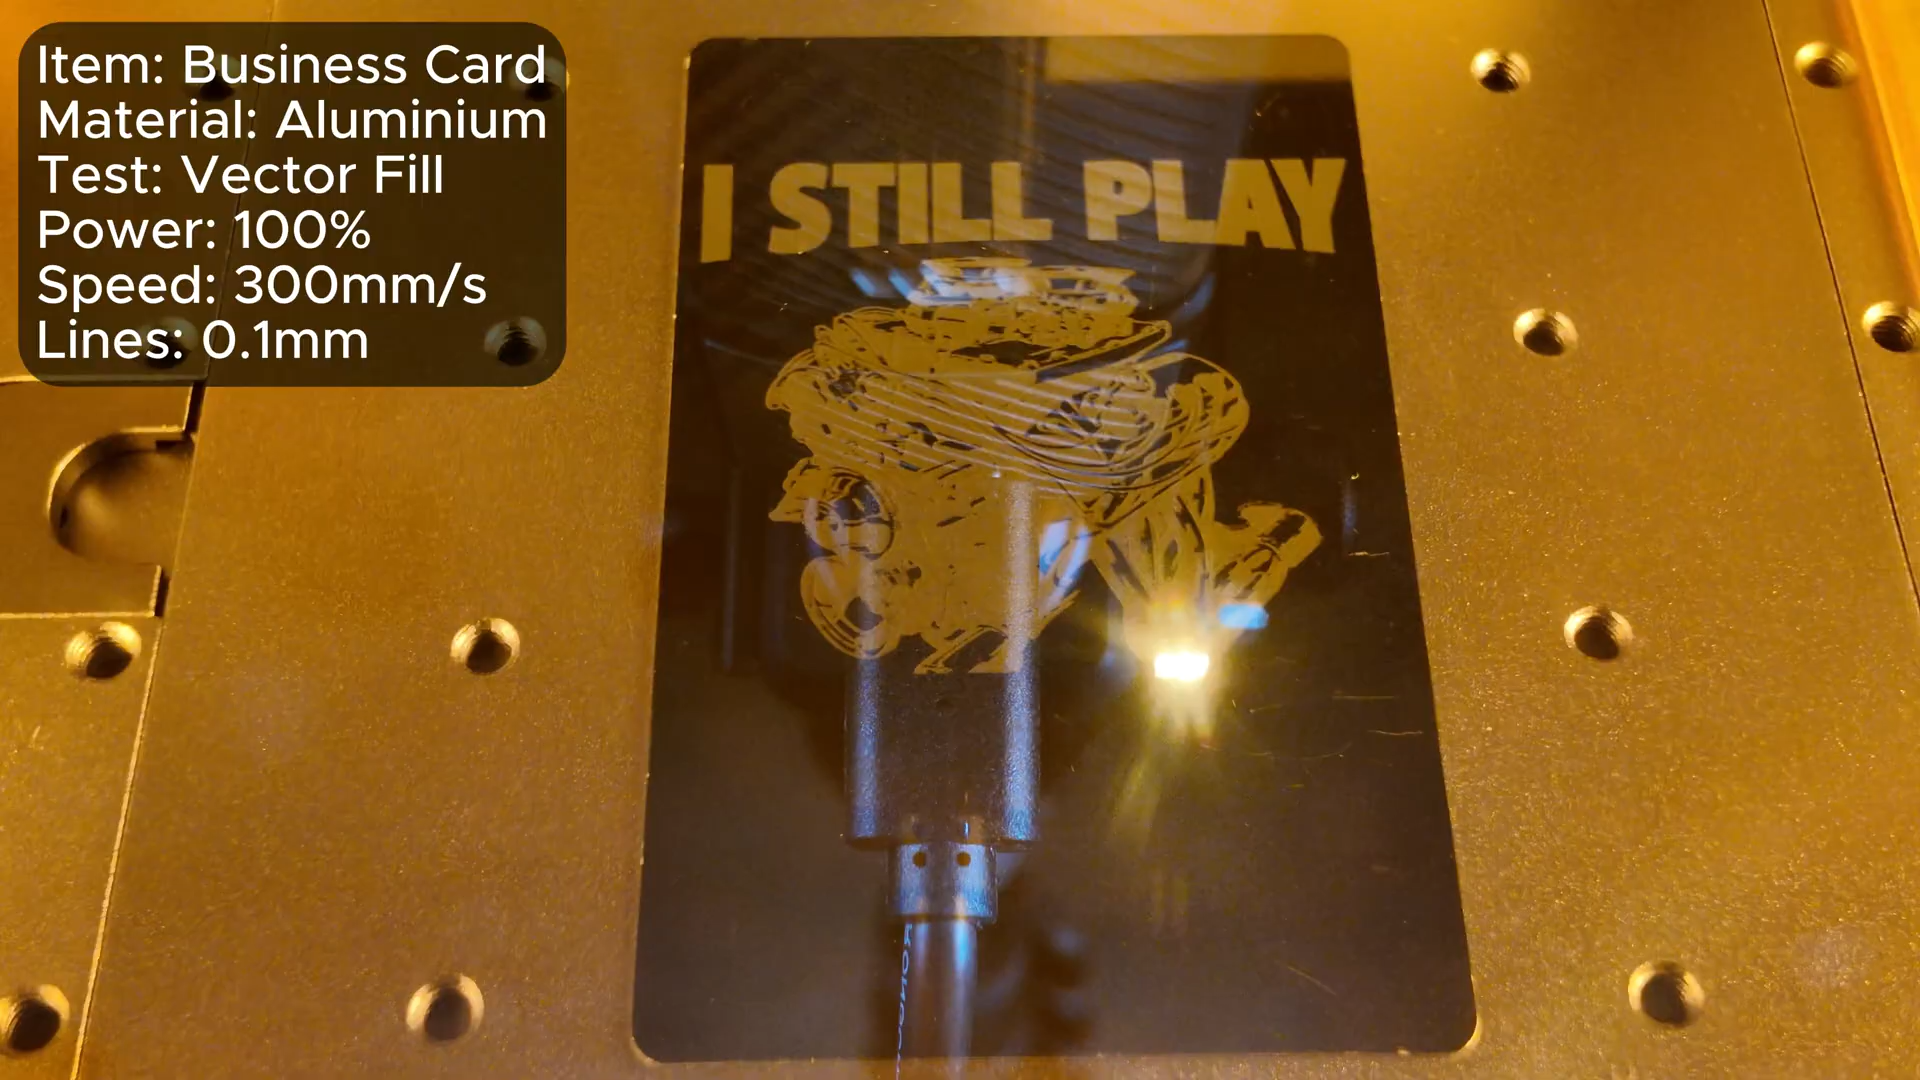 Item: Business Card
Material: Aluminium
Test: Vector Fill
Power: 100%
Speed: 300mm/s
Lines: 0.1mm
I STILL PLAY